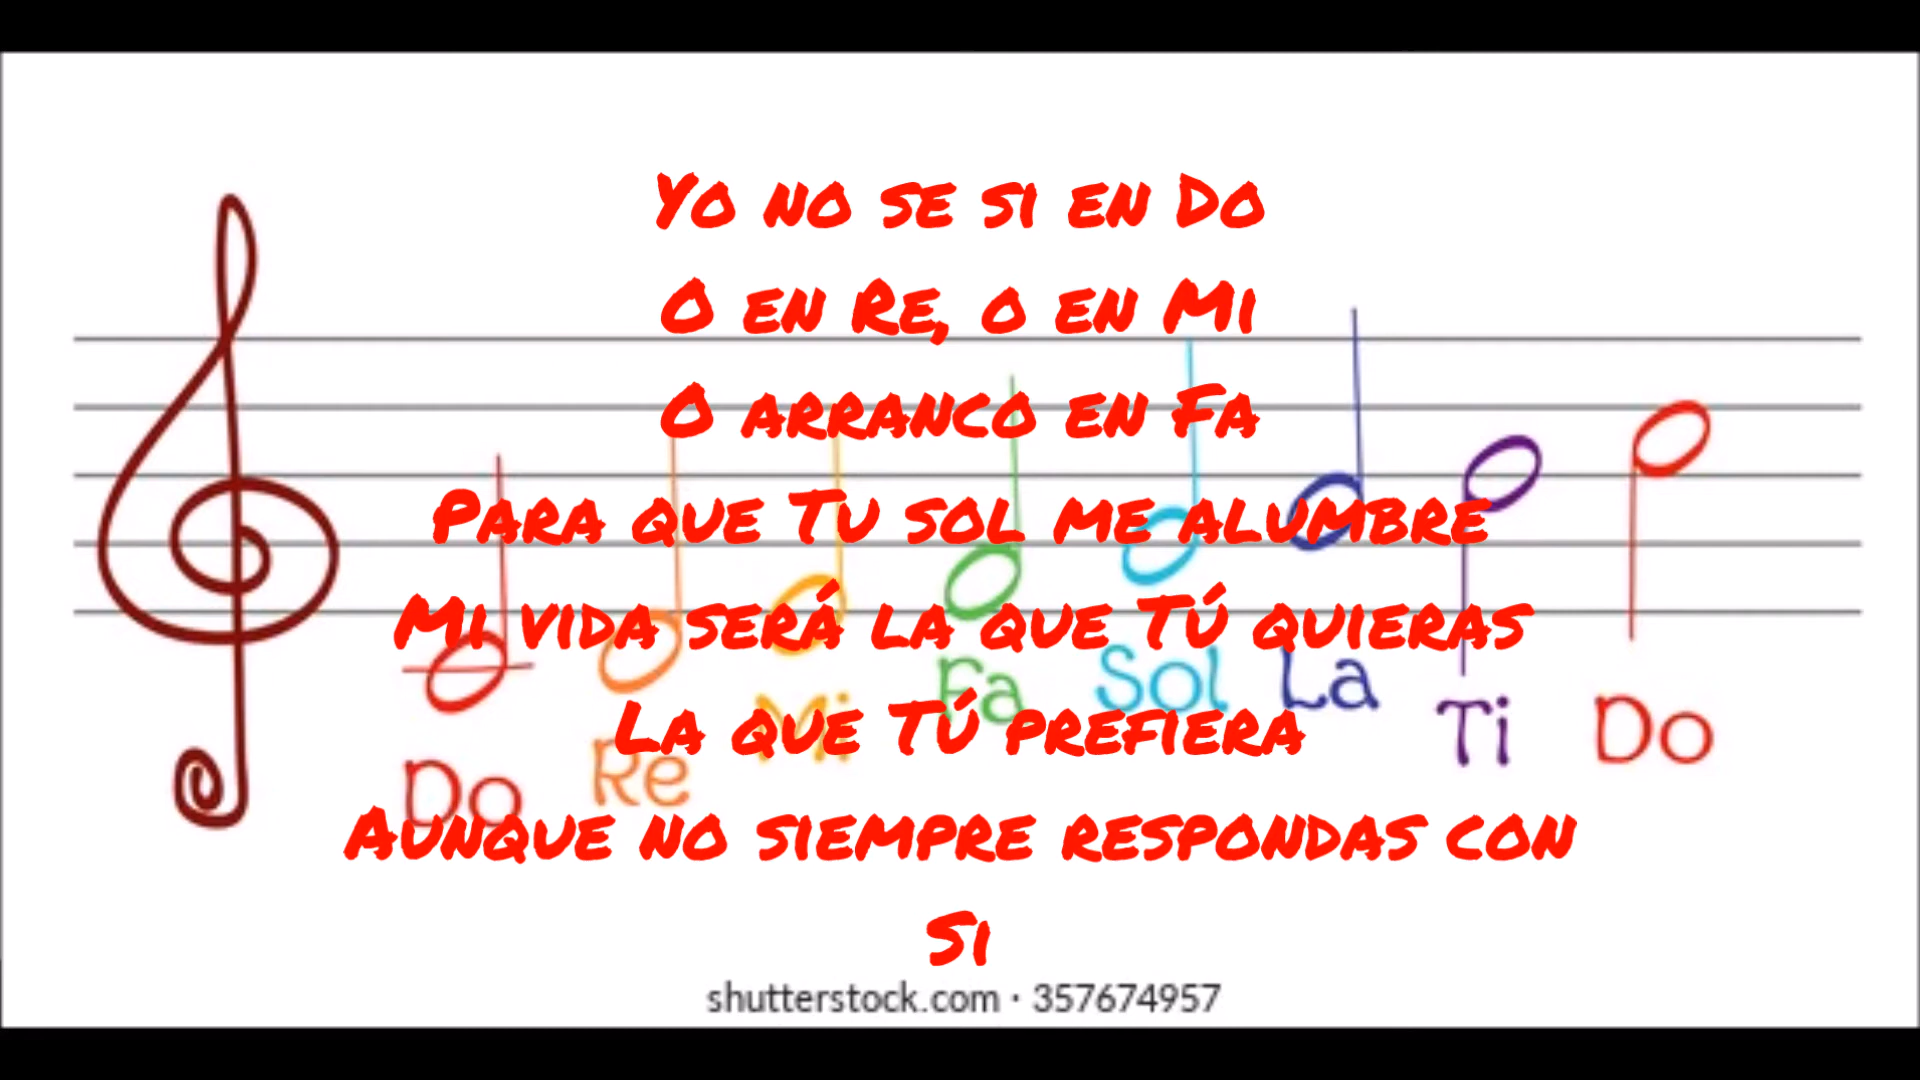 Yo no se si en Do
O en Re, o en Mi
O arranco en Fa
Para que Tu sol me alumbre
Mi vida será la que Tú quieras
La que Tú prefiera
Aunque no siempre respondas con
Si
Do Re Mi Fa Sol La Ti Do
shutterstock.com · 357674957